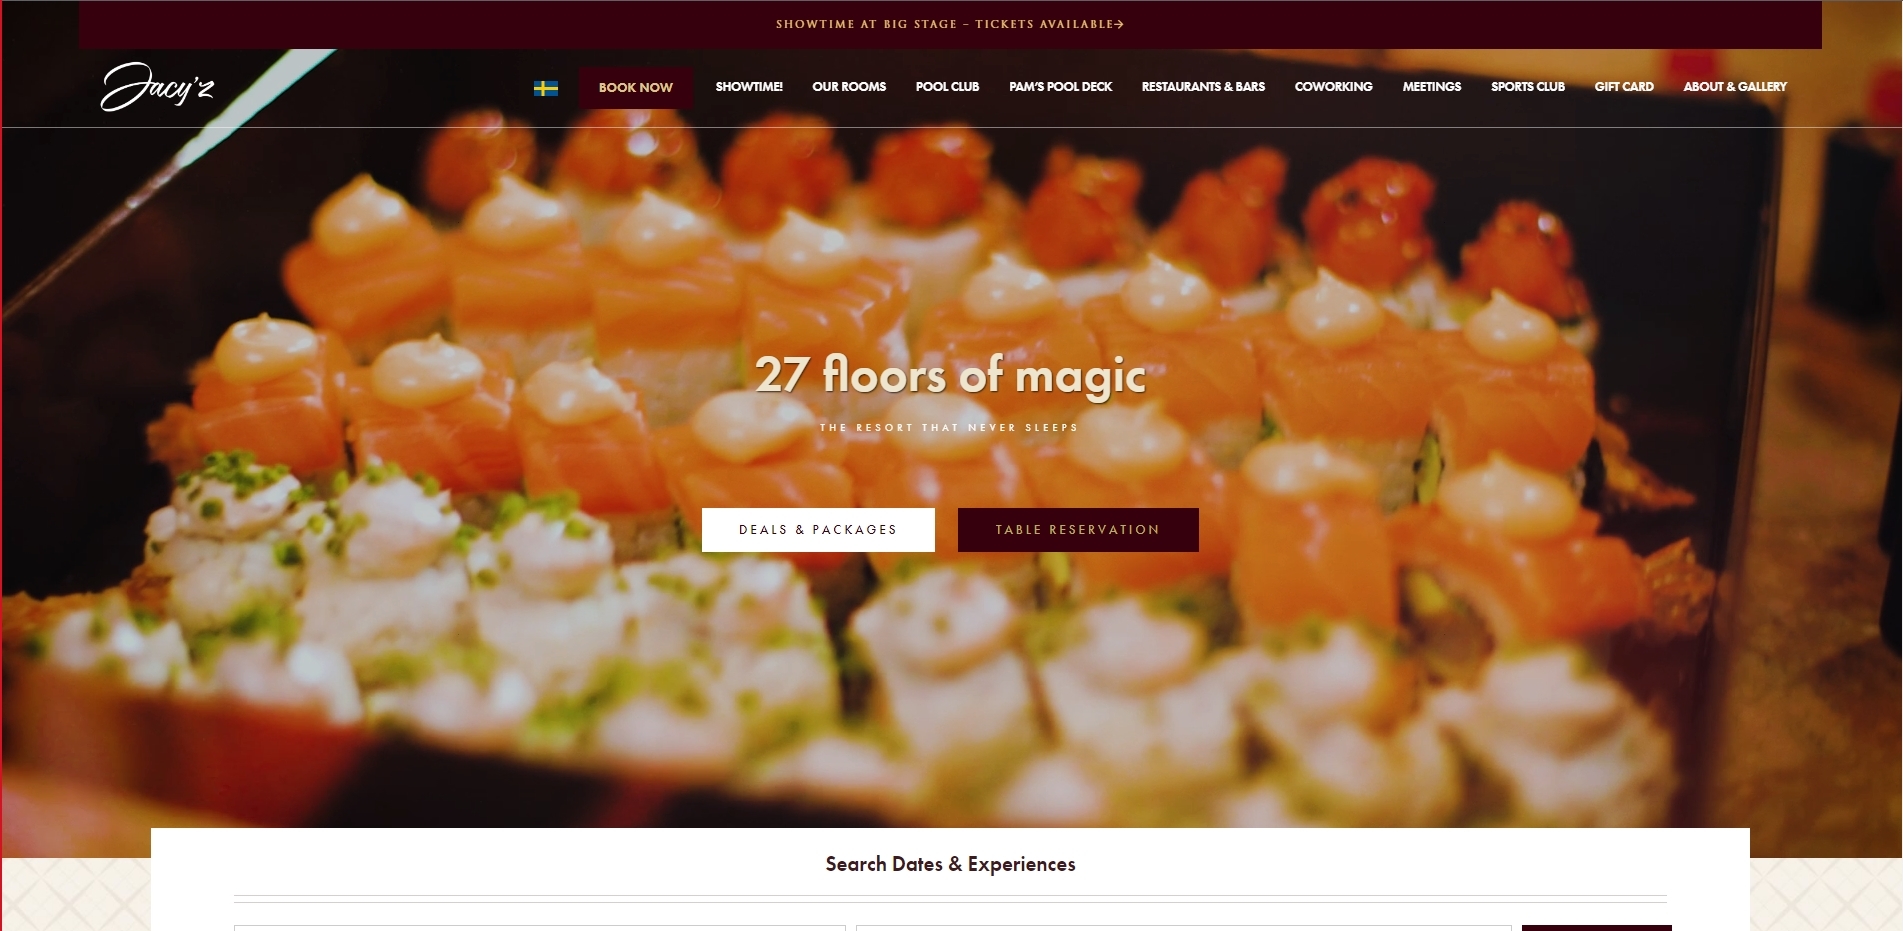 SHOWTIME AT BIG STAGE – TICKETS AVAILABLE→
Jacy'z
BOOK NOW
SHOWTIME!
OUR ROOMS
POOL CLUB
PAM'S POOL DECK
RESTAURANTS & BARS
COWORKING
MEETINGS
SPORTS CLUB
GIFT CARD
ABOUT & GALLERY
27 floors of magic
THE RESORT THAT NEVER SLEEPS
DEALS & PACKAGES
TABLE RESERVATION
Search Dates & Experiences